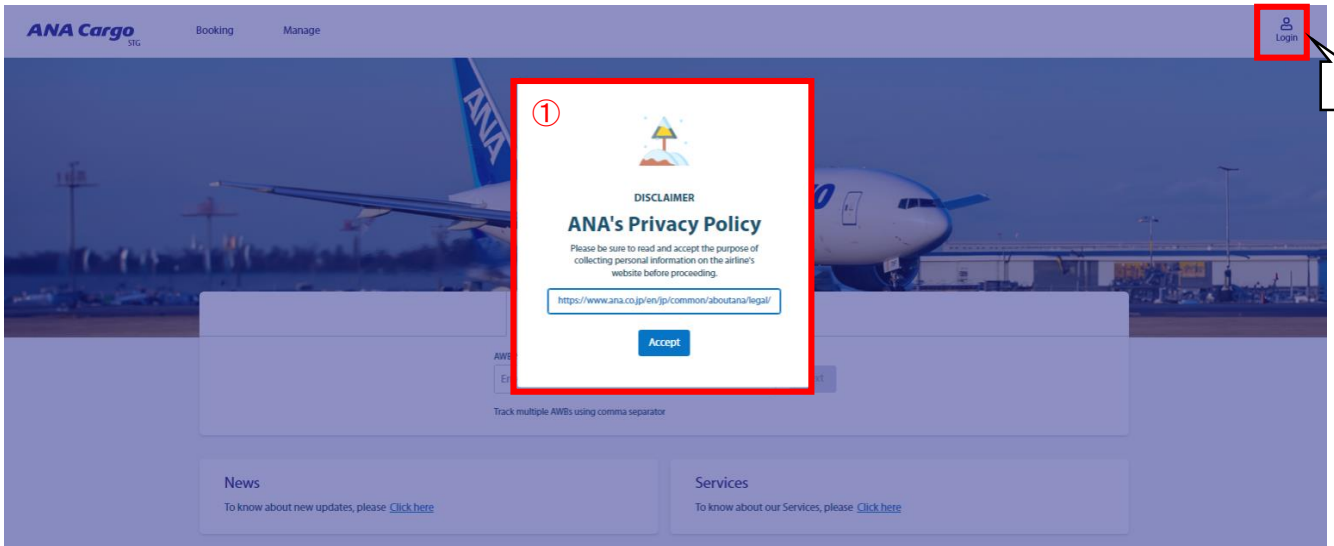 ANA Cargo
STG
Booking
Manage
Login
①
ANA
DISCLAIMER
ANA's Privacy Policy
Please be sure to read and accept the purpose of
collecting personal information on the airline's
website before proceeding.
https://www.ana.co.jp/en/jp/common/aboutana/legal/
Accept
Track multiple AWBs using comma separator
News
To know about new updates, please Click here
Services
To know about our Services, please Click here